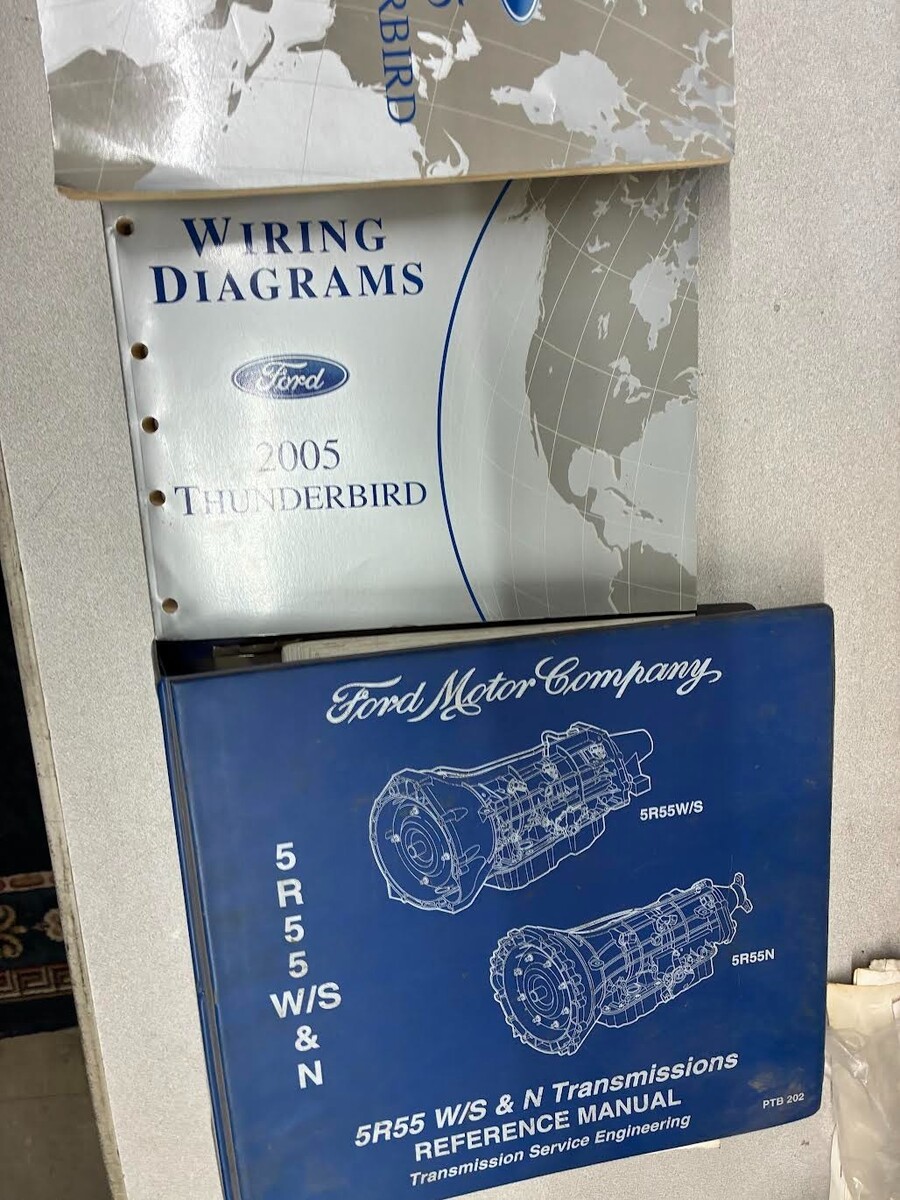 RBIRD
WIRING
DIAGRAMS
Ford
2005
THUNDERBIRD
Ford Motor Company
5R55W/S
5
R
5
5
W/S
&
N
5R55N
5R55 W/S & N Transmissions
REFERENCE MANUAL
Transmission Service Engineering
PTB 202